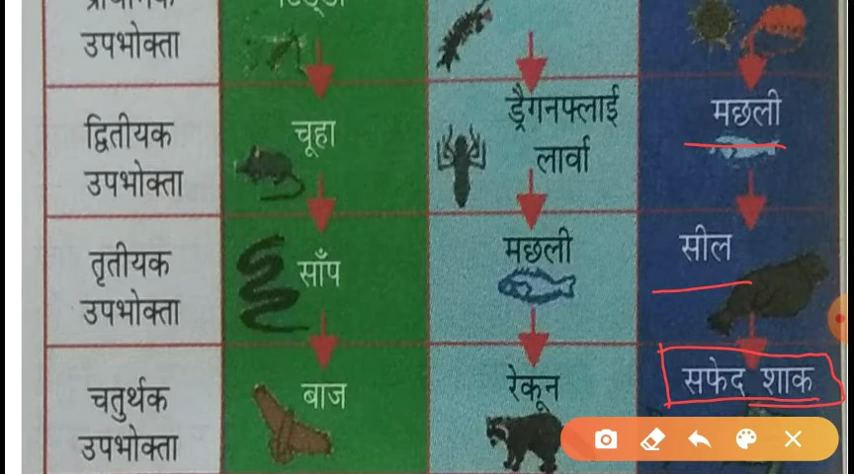 उपभोक्ता
द्वितीयक
उपभोक्ता
चूहा
ड्रैगनफ्लाई
लार्वा
मछली
तृतीयक
उपभोक्ता
साँप
मछली
सील
चतुर्थक
उपभोक्ता
बाज
रेकून
सफेद शाक